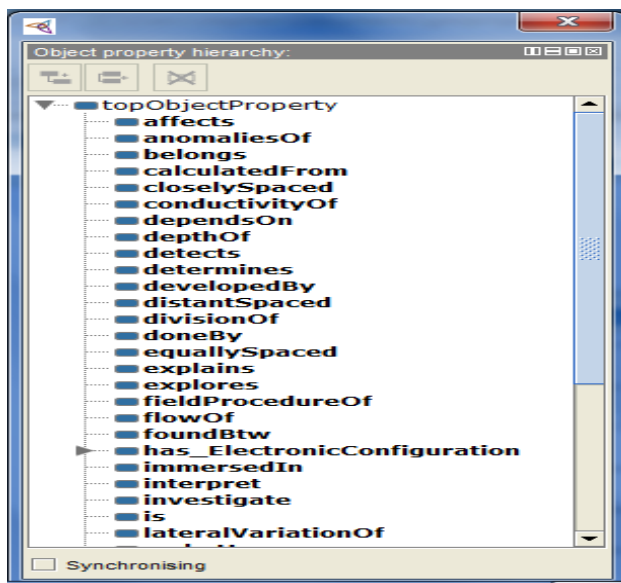 Object property hierarchy:
topObjectProperty
affects
anomaliesOf
belongs
calculatedFrom
closelySpaced
conductivityOf
dependsOn
depthOf
detects
determines
developedBy
distantSpaced
divisionOf
doneBy
equallySpaced
explains
explores
fieldProcedureOf
flowOf
foundBtw
has_ElectronicConfiguration
immersedIn
interpret
investigate
is
lateralVariationOf
Synchronising